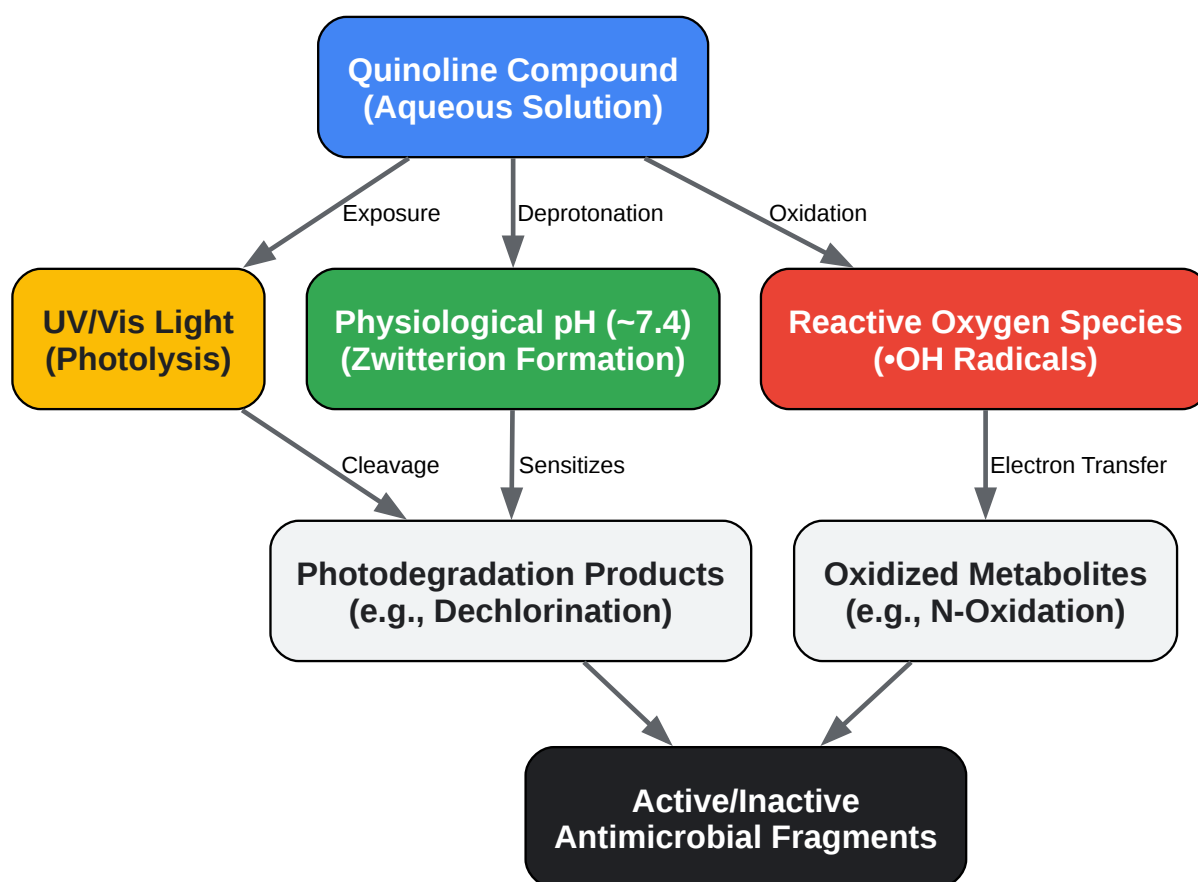 Quinoline Compound
(Aqueous Solution)
Exposure
Deprotonation
Oxidation
UV/Vis Light
(Photolysis)
Physiological pH (~7.4)
(Zwitterion Formation)
Reactive Oxygen Species
(•OH Radicals)
Cleavage
Sensitizes
Electron Transfer
Photodegradation Products
(e.g., Dechlorination)
Oxidized Metabolites
(e.g., N-Oxidation)
Active/Inactive
Antimicrobial Fragments